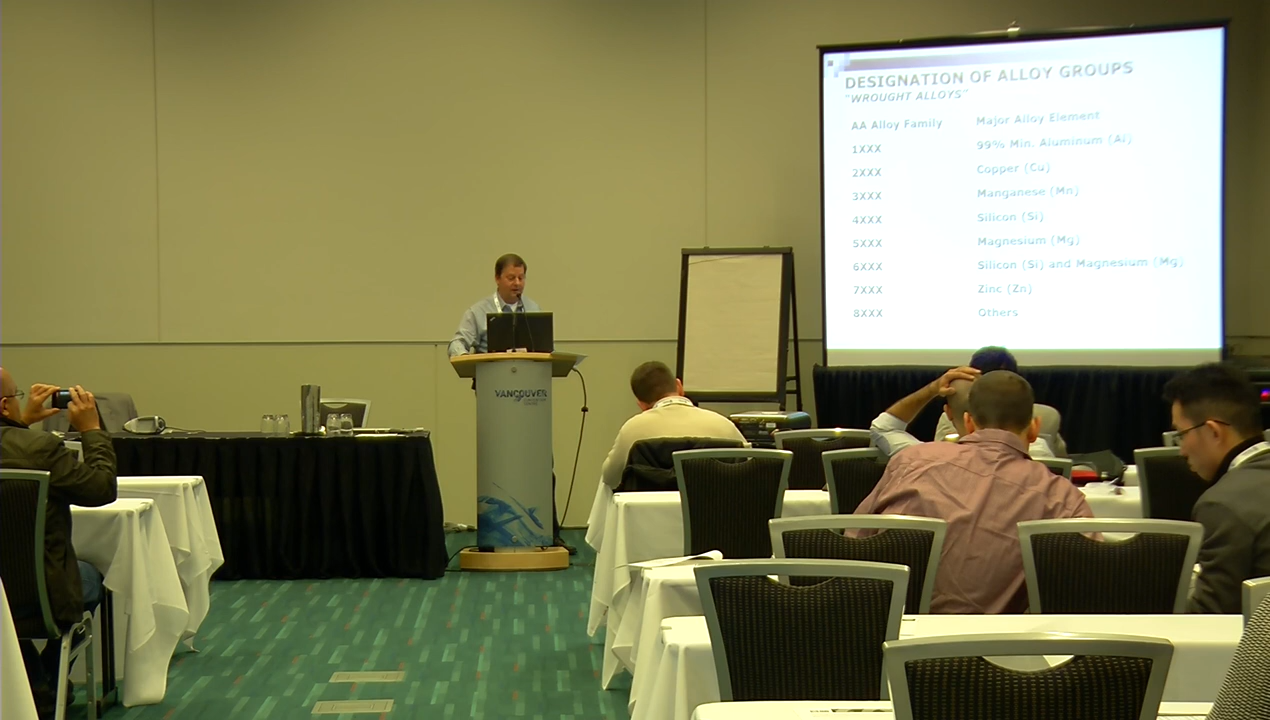 DESIGNATION OF ALLOY GROUPS
"WROUGHT ALLOYS"
AA Alloy Family Major Alloy Element
1XXX 99% Min. Aluminum (Al)
2XXX Copper (Cu)
3XXX Manganese (Mn)
4XXX Silicon (Si)
5XXX Magnesium (Mg)
6XXX Silicon (Si) and Magnesium (Mg)
7XXX Zinc (Zn)
8XXX Others
VANCOUVER